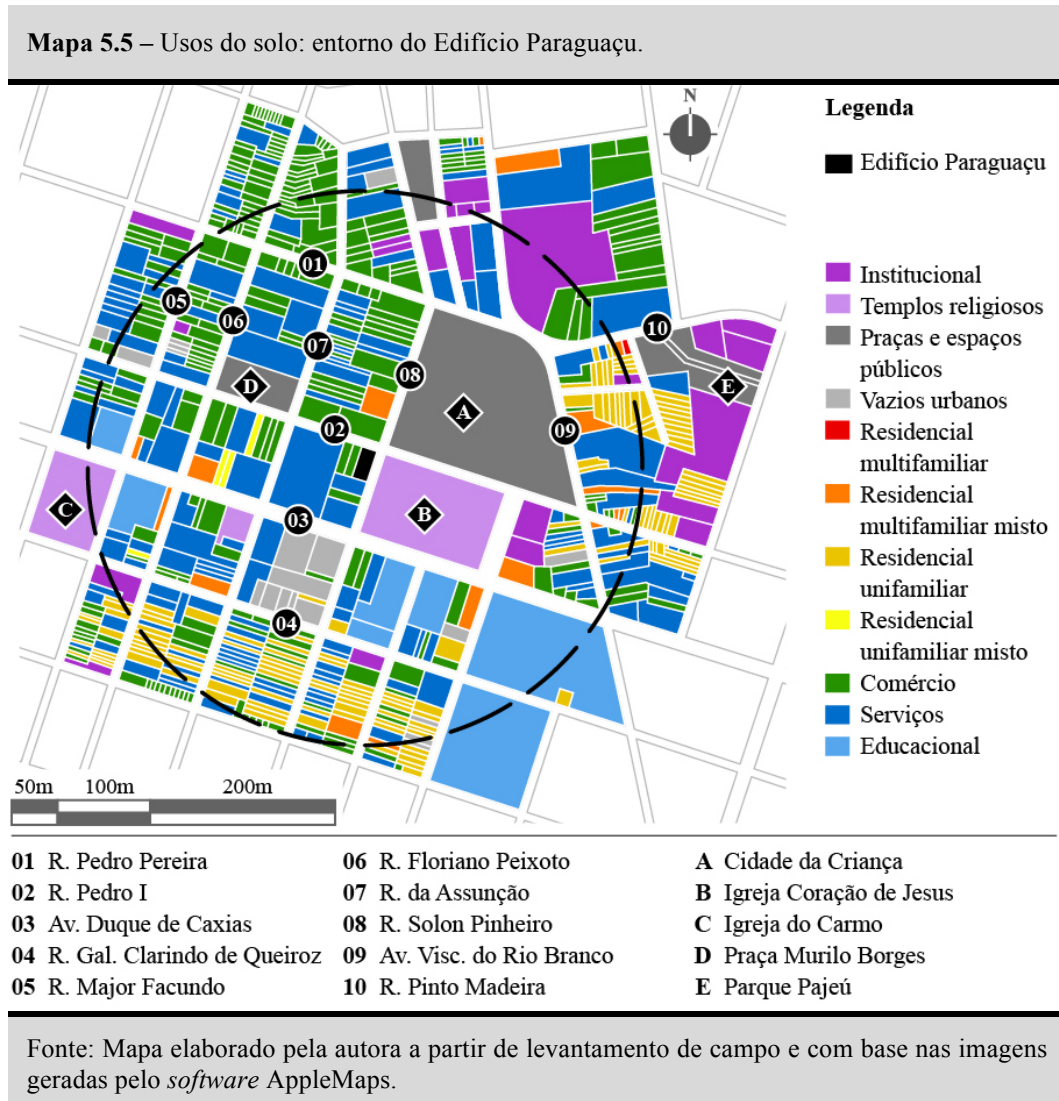 Mapa 5.5 – Usos do solo: entorno do Edifício Paraguaçu.
N
Legenda
Edifício Paraguaçu
Institucional
Templos religiosos
Praças e espaços
públicos
Vazios urbanos
Residencial
multifamiliar
Residencial
multifamiliar misto
Residencial
unifamiliar
Residencial
unifamiliar misto
Comércio
Serviços
Educacional
01
05
06
07
08
10
D
A
E
02
09
C
B
03
04
50m 100m 200m
01 R. Pedro Pereira
02 R. Pedro I
03 Av. Duque de Caxias
04 R. Gal. Clarindo de Queiroz
05 R. Major Facundo
06 R. Floriano Peixoto
07 R. da Assunção
08 R. Solon Pinheiro
09 Av. Visc. do Rio Branco
10 R. Pinto Madeira
A Cidade da Criança
B Igreja Coração de Jesus
C Igreja do Carmo
D Praça Murilo Borges
E Parque Pajeú
Fonte: Mapa elaborado pela autora a partir de levantamento de campo e com base nas imagens
geradas pelo software AppleMaps.